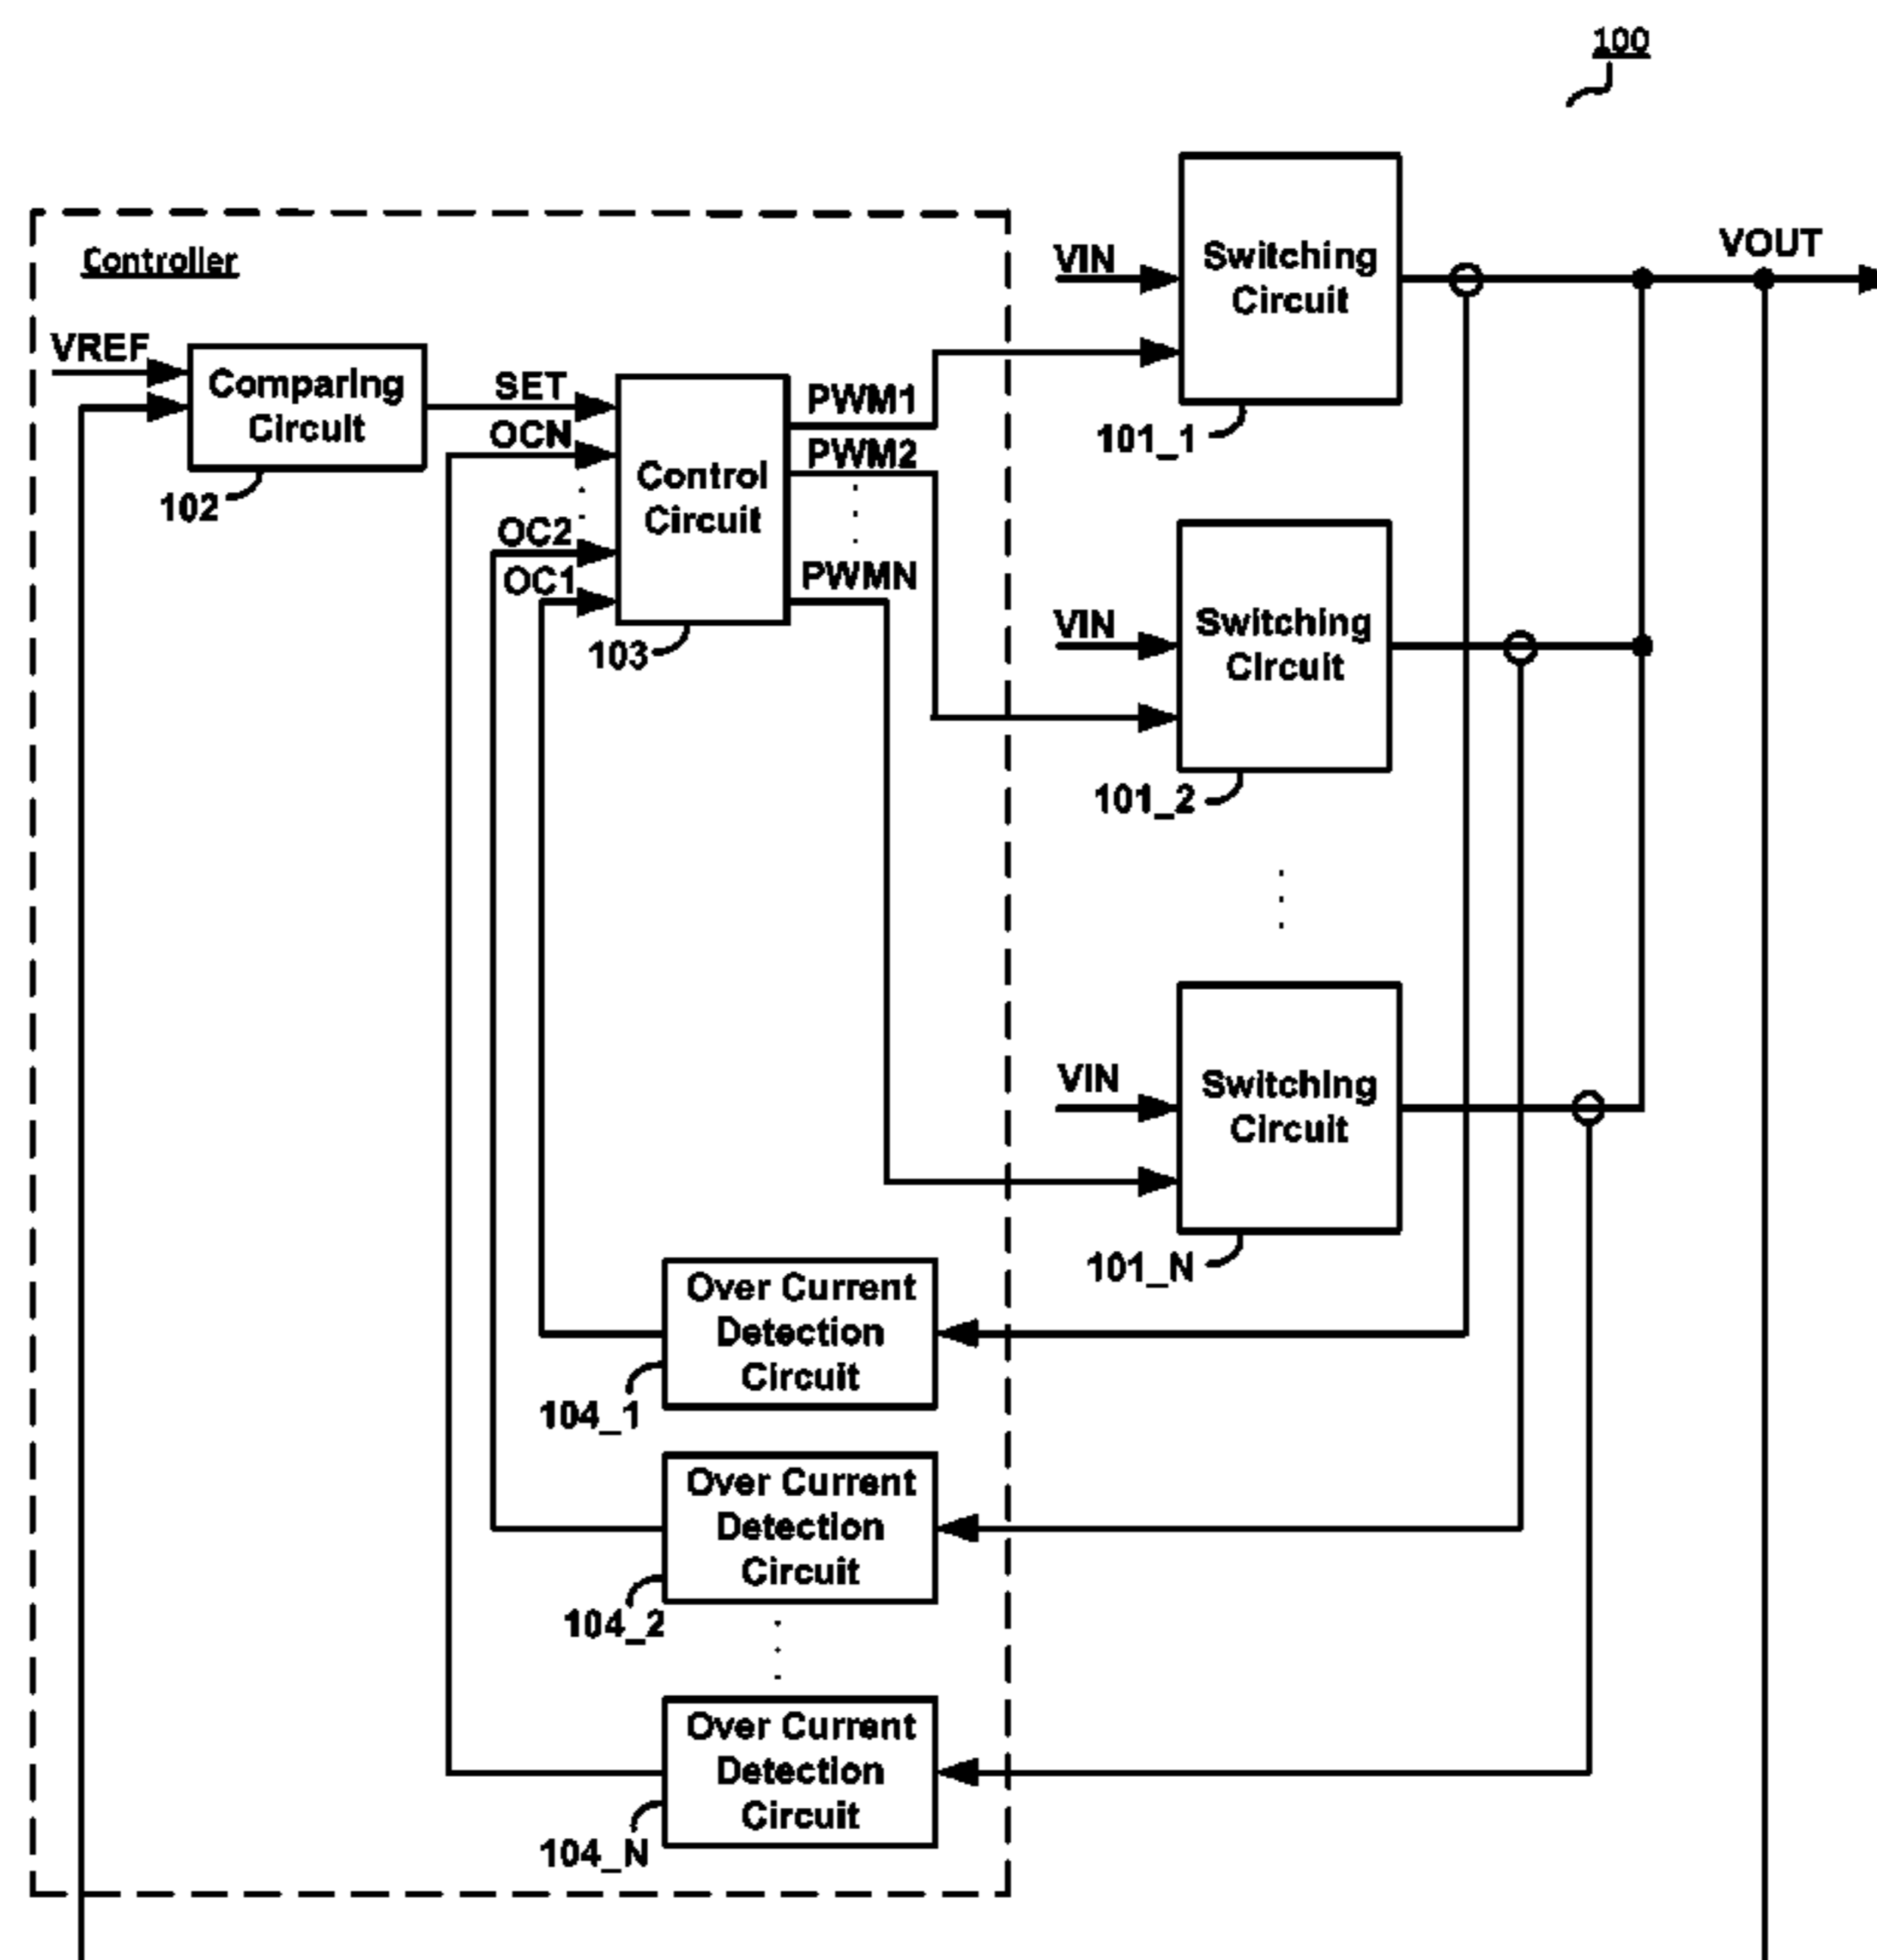 100
Controller
VREF
Comparing
Circuit
102
SET
OCN
OC2
OC1
Control
Circuit
103
PWM1
PWM2
PWMN
VIN
Switching
Circuit
101_1
VOUT
VIN
Switching
Circuit
101_2
VIN
Switching
Circuit
101_N
Over Current
Detection
Circuit
104_1
Over Current
Detection
Circuit
104_2
Over Current
Detection
Circuit
104_N